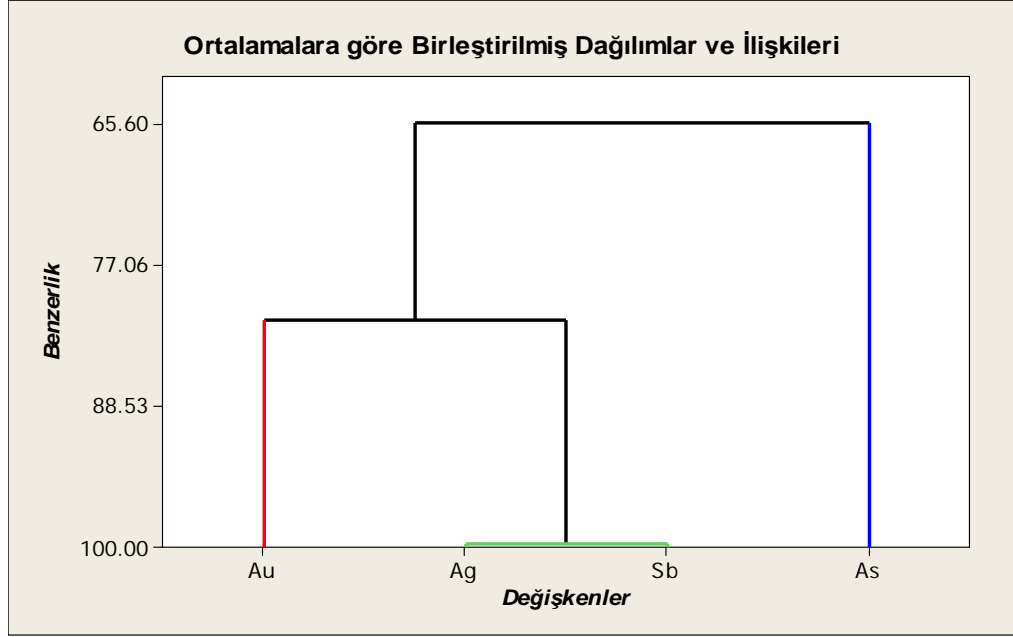 Ortalamalara göre Birleştirilmiş Dağılımlar ve İlişkileri
65.60
77.06
88.53
100.00
Benzerlik
Au Ag Sb As
Değişkenler